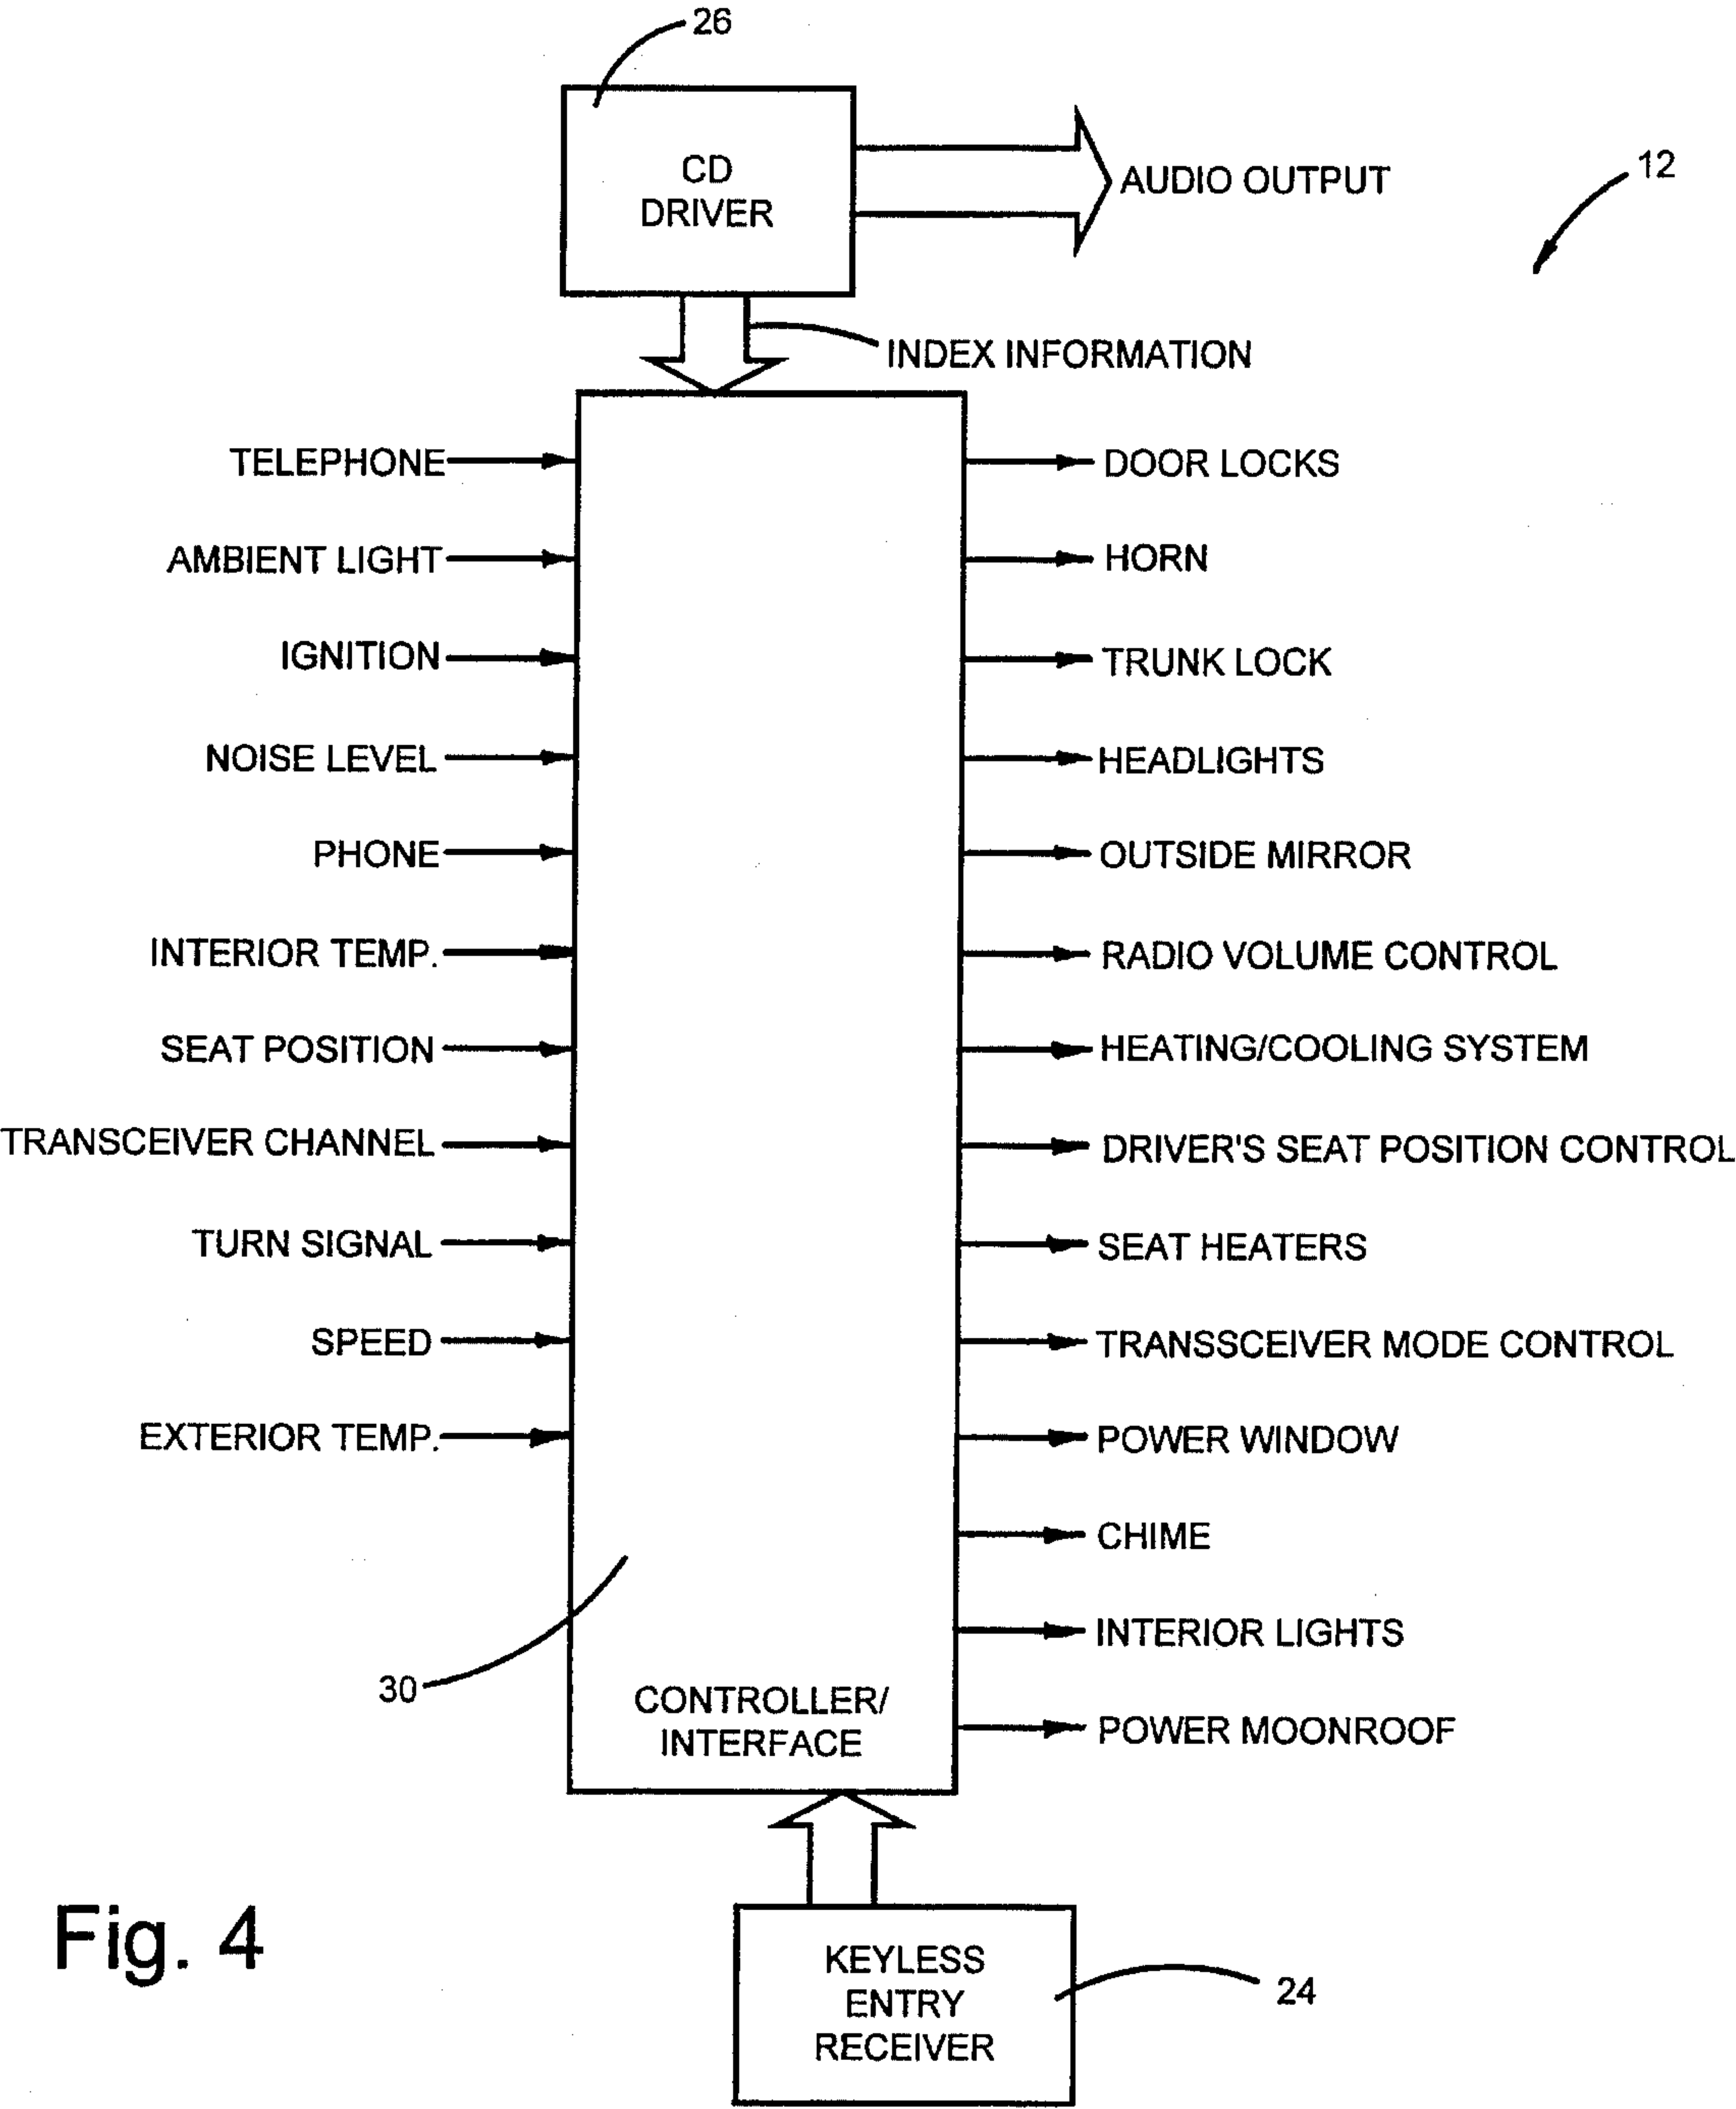 26
CD
DRIVER
AUDIO OUTPUT
12
INDEX INFORMATION
TELEPHONE
DOOR LOCKS
AMBIENT LIGHT
HORN
IGNITION
TRUNK LOCK
NOISE LEVEL
HEADLIGHTS
PHONE
OUTSIDE MIRROR
INTERIOR TEMP.
RADIO VOLUME CONTROL
SEAT POSITION
HEATING/COOLING SYSTEM
TRANSCEIVER CHANNEL
DRIVER'S SEAT POSITION CONTROL
TURN SIGNAL
SEAT HEATERS
SPEED
TRANSSCEIVER MODE CONTROL
EXTERIOR TEMP.
POWER WINDOW
CHIME
INTERIOR LIGHTS
30
CONTROLLER/
INTERFACE
POWER MOONROOF
Fig. 4
KEYLESS
ENTRY
RECEIVER
24